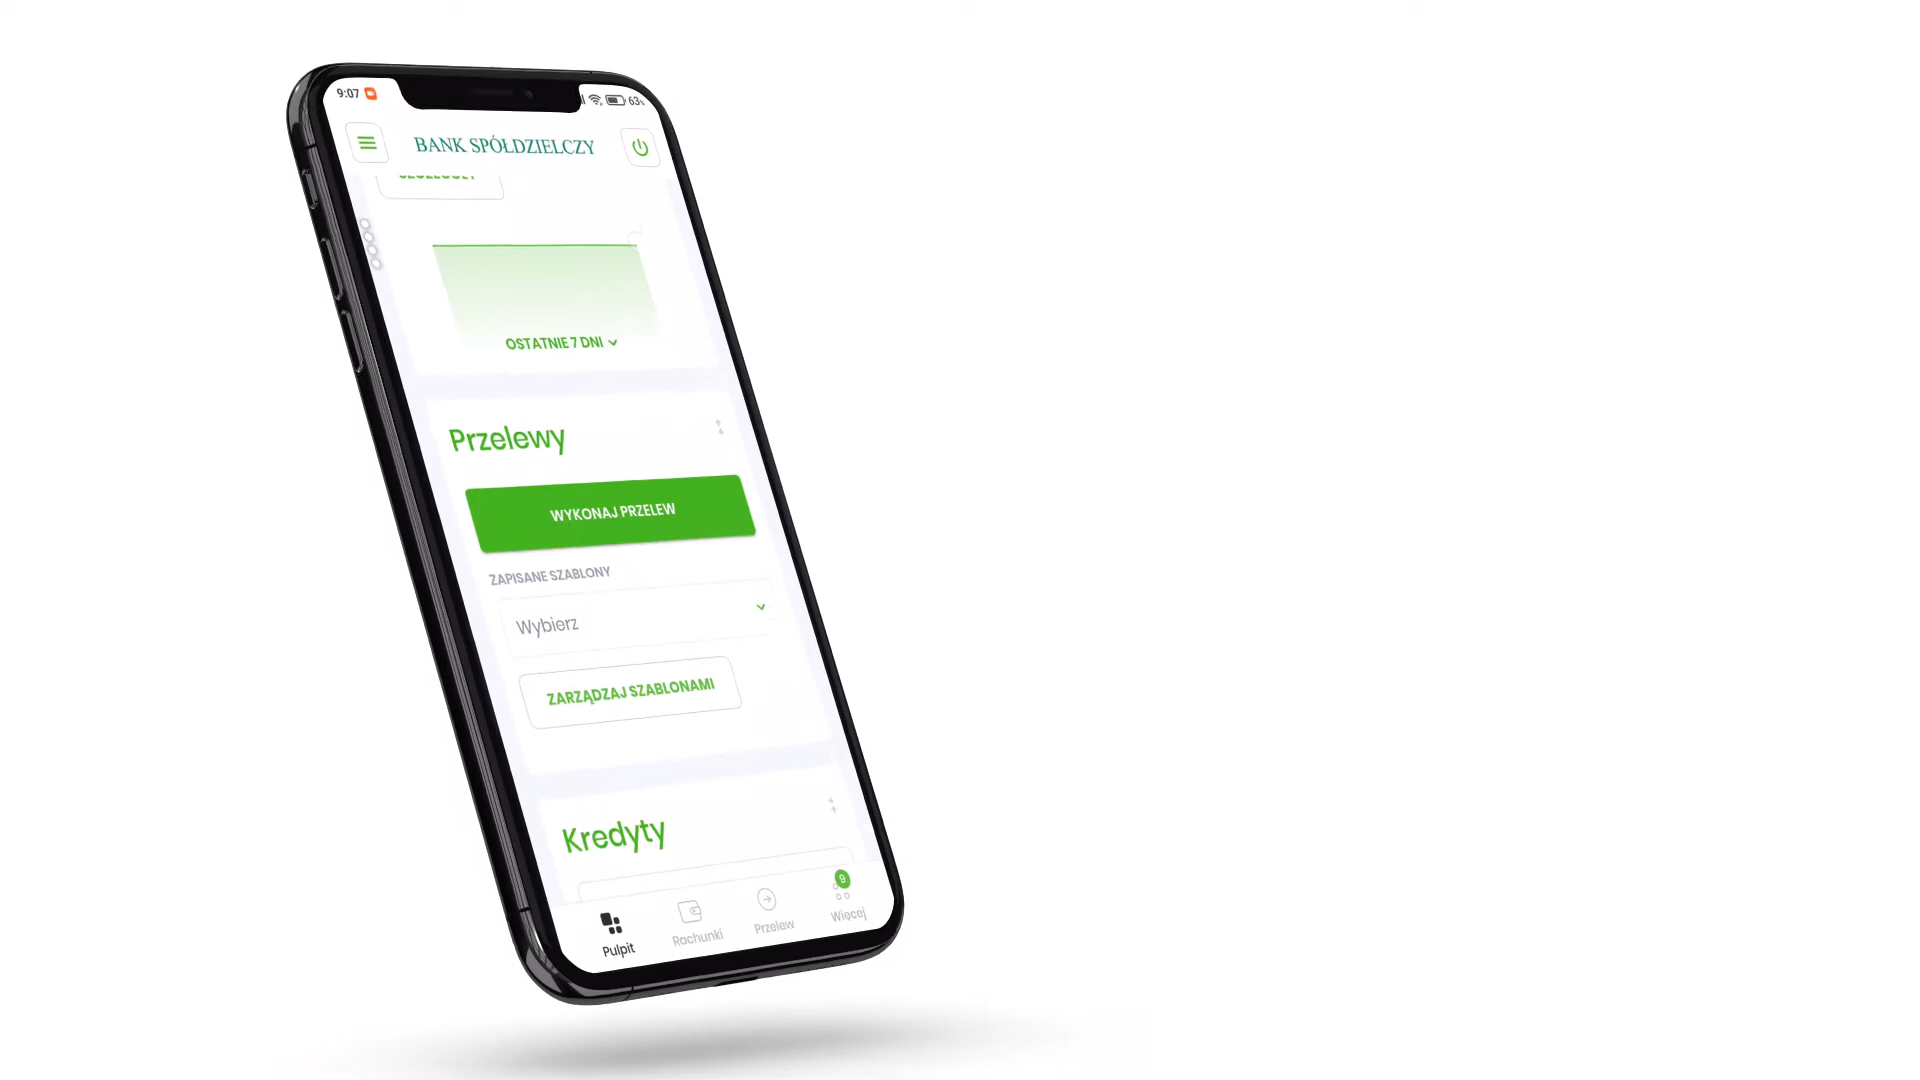 9:07
63
BANK SPÓŁDZIELCZY
OSTATNIE 7 DNI
Przelewy
WYKONAJ PRZELEW
ZAPISANE SZABLONY
Wybierz
ZARZĄDZAJ SZABLONAMI
Kredyty
9
Pulpit
Rachunki
Przelew
Więcej